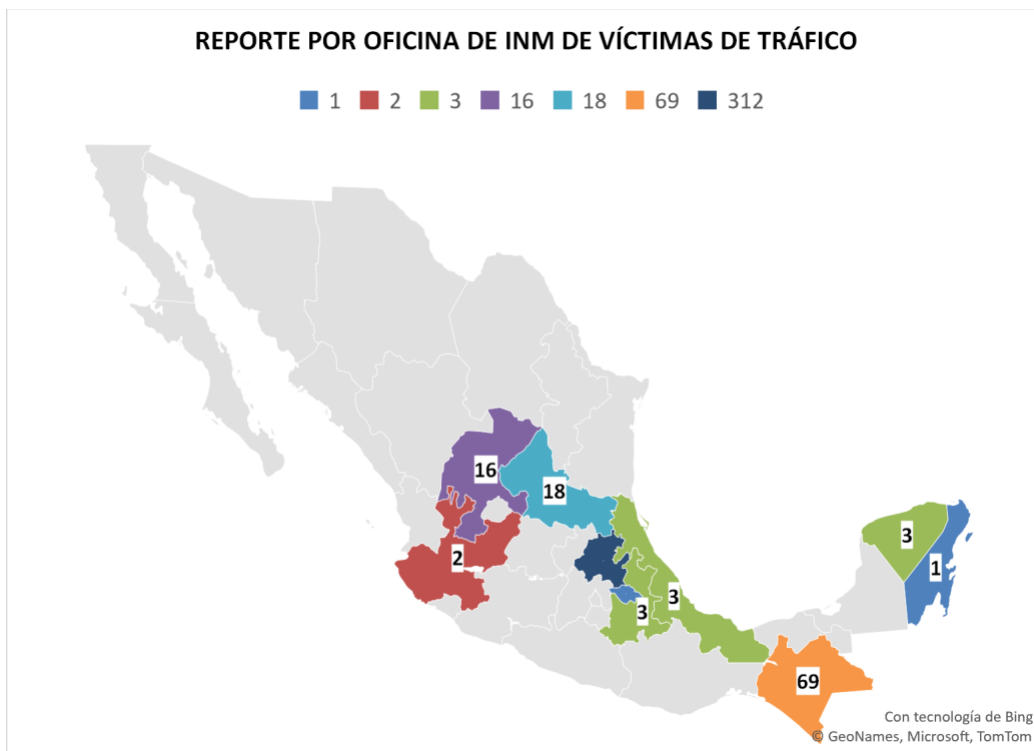 REPORTE POR OFICINA DE INM DE VÍCTIMAS DE TRÁFICO
1 2 3 16 18 69 312
16
18
2
3
1
3
3
69
Con tecnología de Bing
© GeoNames, Microsoft, TomTom